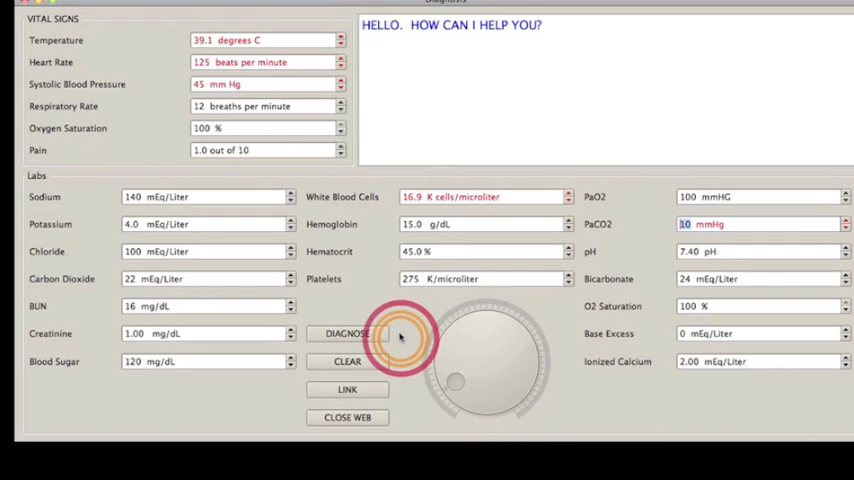 Diagnosis
VITAL SIGNS
HELLO. HOW CAN I HELP YOU?
Temperature 39.1 degrees C
Heart Rate 125 beats per minute
Systolic Blood Pressure 45 mm Hg
Respiratory Rate 12 breaths per minute
Oxygen Saturation 100 %
Pain 1.0 out of 10
Labs
Sodium 140 mEq/Liter White Blood Cells 16.9 K cells/microliter PaO2 100 mmHG
Potassium 4.0 mEq/Liter Hemoglobin 15.0 g/dL PaCO2 10 mmHg
Chloride 100 mEq/Liter Hematocrit 45.0 % pH 7.40 pH
Carbon Dioxide 22 mEq/Liter Platelets 275 K/microliter Bicarbonate 24 mEq/Liter
BUN 16 mg/dL O2 Saturation 100 %
Creatinine 1.00 mg/dL DIAGNOSE Base Excess 0 mEq/Liter
Blood Sugar 120 mg/dL CLEAR Ionized Calcium 2.00 mEq/Liter
LINK
CLOSE WEB